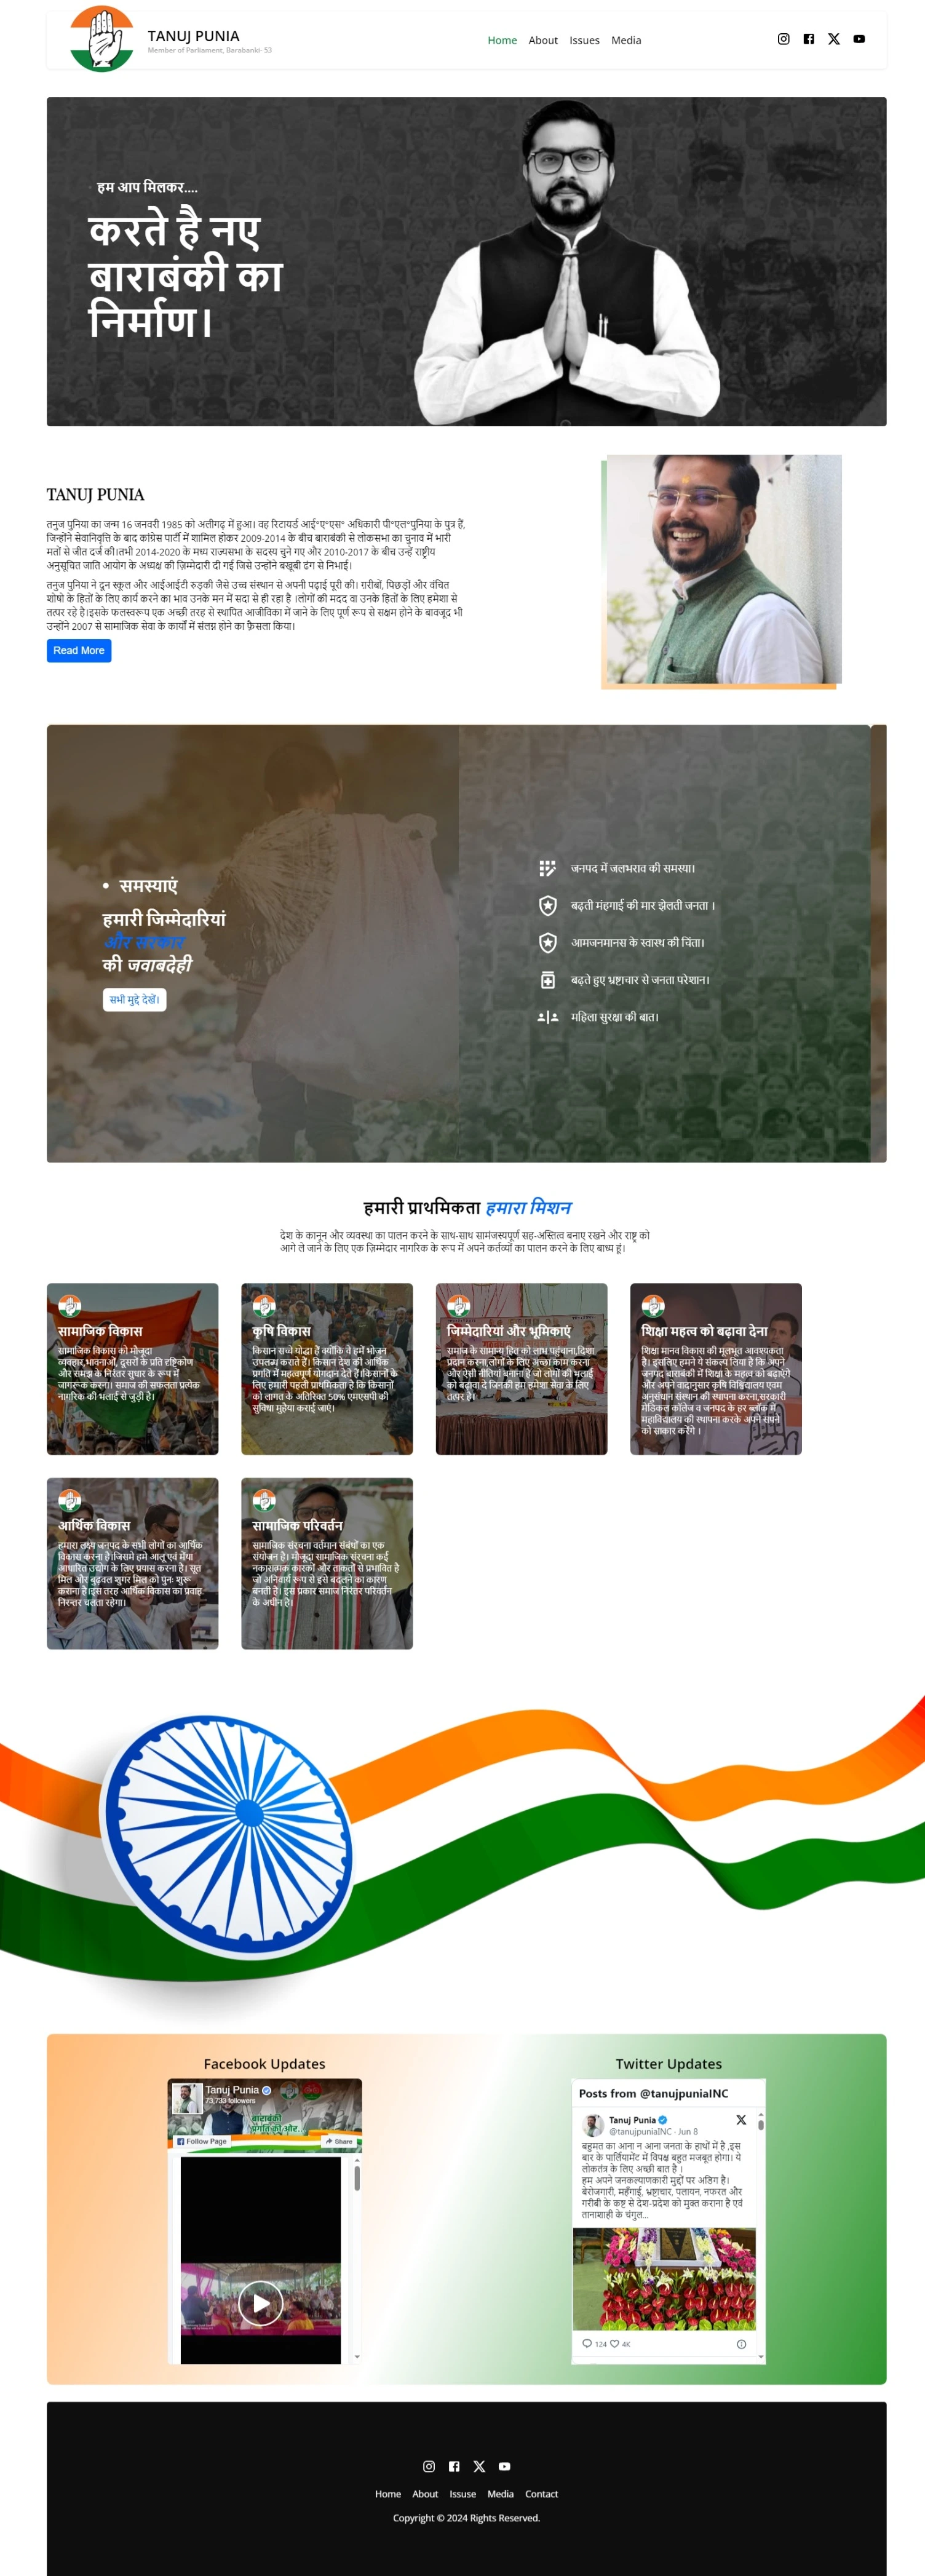 TANUJ PUNIA
Member of Parliament, Barabanki- 53
Home About Issues Media
हम आप मिलकर....
करते है नए
बाराबंकी का
निर्माण।
TANUJ PUNIA
तनुज पुनिया का जन्म 16 जनवरी 1985 को अलीगढ़ में हुआ। वह रिटायर्ड आई°ए°एस° अधिकारी पी°एल°पुनिया के पुत्र हैं,
जिन्होंने सेवानिवृत्ति के बाद कांग्रेस पार्टी में शामिल होकर 2009-2014 के बीच बाराबंकी से लोकसभा का चुनाव में भारी
मतों से जीत दर्ज की।तभी 2014-2020 के मध्य राज्यसभा के सदस्य चुने गए और 2010-2017 के बीच उन्हें राष्ट्रीय
अनुसूचित जाति आयोग के अध्यक्ष की ज़िम्मेदारी दी गई जिसे उन्होंने बखूबी ढंग से निभाई।
तनुज पुनिया ने दून स्कूल और आईआईटी रुड़की जैसे उच्च संस्थान से अपनी पढ़ाई पूरी की। ग़रीबों, पिछड़ों और वंचित
शोषो के हितों के लिए कार्य करने का भाव उनके मन में सदा से ही रहा है ।लोगों की मदद वा उनके हितों के लिए हमेशा से
तत्पर रहे है।इसके फलस्वरूप एक अच्छी तरह से स्थापित आजीविका में जाने के लिए पूर्ण रूप से सक्षम होने के बावजूद भी
उन्होंने 2007 से सामाजिक सेवा के कार्यों में संलग्न होने का फ़ैसला किया।
Read More
• समस्याएं
हमारी जिम्मेदारियां
और सरकार
की जवाबदेही
सभी मुद्दे देखें।
जनपद में जलभराव की समस्या।
बढ़ती मंहगाई की मार झेलती जनता ।
आमजनमानस के स्वास्थ की चिंता।
बढ़ते हुए भ्रष्टाचार से जनता परेशान।
महिला सुरक्षा की बात।
हमारी प्राथमिकता हमारा मिशन
देश के कानून और व्यवस्था का पालन करने के साथ-साथ सामंजस्यपूर्ण सह-अस्तित्व बनाए रखने और राष्ट्र को
आगे ले जाने के लिए एक ज़िम्मेदार नागरिक के रूप में अपने कर्तव्यों का पालन करने के लिए बाध्य हूं।
सामाजिक विकास
सामाजिक विकास को मौजूदा
व्यवहार,भावनाओं, दूसरों के प्रति दृष्टिकोण
और समझ के निरंतर सुधार के रूप में
जागरूक करना। समाज की सफलता प्रत्येक
नागरिक की भलाई से जुड़ी है।
कृषि विकास
किसान सच्चे योद्धा हैं क्योंकि वे हमें भोजन
उपलब्ध कराते हैं। किसान देश की आर्थिक
प्रगति में महत्वपूर्ण योगदान देते हैं।किसानों के
लिए हमारी पहली प्राथमिकता है कि किसानों
को लागत के अतिरिक्त 50% एमएसपी की
सुविधा मुहैया कराई जाएं।
जिम्मेदारियां और भूमिकाएं
समाज के सामान्य हित को लाभ पहुंचाना,दिशा
प्रदान करना,लोगों के लिए अच्छा काम करना
और ऐसी नीतियां बनाना है जो लोगों की भलाई
को बढ़ावा दे जिनकी हम हमेशा सेवा के लिए
तत्पर है।
शिक्षा महत्व को बढ़ावा देना
शिक्षा मानव विकास की मूलभूत आवश्यकता
है। इसलिए हमने ये संकल्प लिया है कि अपने
जनपद बाराबंकी में शिक्षा के महत्व को बढ़ाएंगे
और अपने वादानुसार कृषि विश्विद्यालय एवम
अनुसंधान संस्थान की स्थापना करना,सरकारी
मेडिकल कॉलेज व जनपद के हर ब्लॉक में
महाविद्यालय की स्थापना करके अपने सपने
को साकार करेंगे ।
आर्थिक विकास
हमारा लक्ष्य जनपद के सभी लोगों का आर्थिक
विकास करना है।जिसमे हमे आलू एवं मेंथा
आधारित उद्योग के लिए प्रयास करना है। सूत
मिल और बुढ़वल शुगर मिल को पुनः शुरू
कराना है।इस तरह आर्थिक विकास का प्रवाह
निरन्तर चलता रहेगा।
सामाजिक परिवर्तन
सामाजिक संरचना वर्तमान संबंधों का एक
संयोजन है। मौजूदा सामाजिक संरचना कई
नकारात्मक कारकों और ताकतों से प्रभावित है
जो अनिवार्य रूप से इसे बदलने का कारण
बनती हैं। इस प्रकार समाज निरंतर परिवर्तन
के अधीन है।
Facebook Updates
Twitter Updates
Tanuj Punia
73,733 followers
बाराबंकी
प्रगति की ओर..
Follow Page
Share
Posts from @tanujpuniaINC
Tanuj Punia
@tanujpuniaINC · Jun 8
बहुमत का आना न आना जनता के हाथों में है ,इस
बार के पार्लियामेंट में विपक्ष बहुत मजबूत होगा। ये
लोकतंत्र के लिए अच्छी बात है ।
हम अपने जनकल्याणकारी मुद्दों पर अडिग है।
बेरोजगारी, महँगाई, भ्रष्टाचार, पलायन, नफरत और
गरीबी के कष्ट से देश-प्रदेश को मुक्त कराना है एवं
तानाशाही के चंगुल...
124 4K
Home About Issuse Media Contact
Copyright © 2024 Rights Reserved.